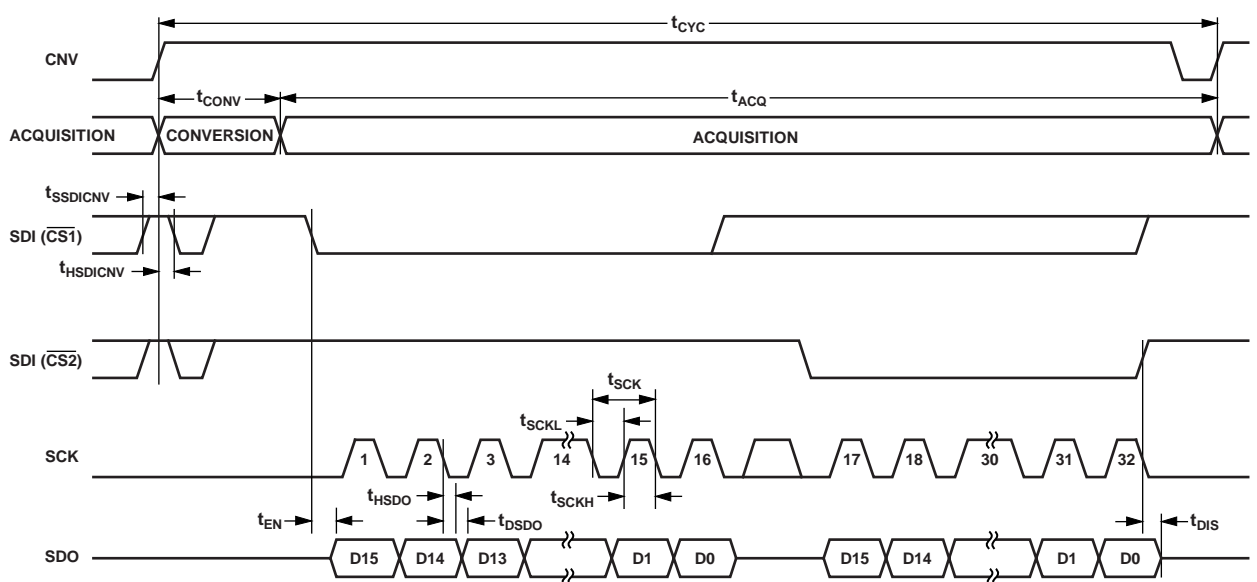 tCYC
CNV
tCONV
tACQ
ACQUISITION
CONVERSION
ACQUISITION
tSSDICNV
SDI (CS1)
tHSDICNV
SDI (CS2)
tSCK
tSCKL
SCK
1 2 3 14 15 16 17 18 30 31 32
tHSDO
tSCKH
tEN
tDSDO
tDIS
SDO
D15 D14 D13 D1 D0 D15 D14 D1 D0